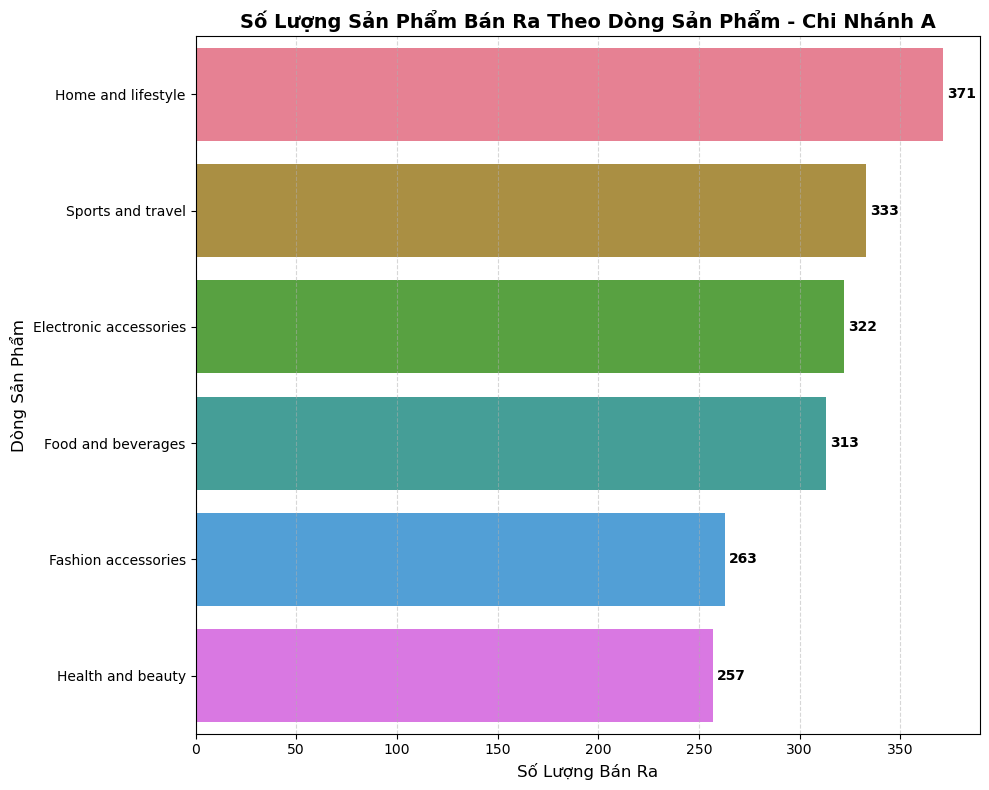 Số Lượng Sản Phẩm Bán Ra Theo Dòng Sản Phẩm - Chi Nhánh A
Dòng Sản Phẩm
Home and lifestyle
371
Sports and travel
333
Electronic accessories
322
Food and beverages
313
Fashion accessories
263
Health and beauty
257
0 50 100 150 200 250 300 350
Số Lượng Bán Ra